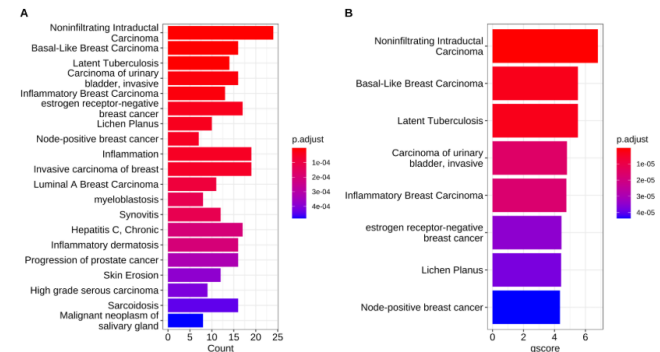 A
Noninfiltrating Intraductal
Carcinoma
Basal-Like Breast Carcinoma
Latent Tuberculosis
Carcinoma of urinary
bladder, invasive
Inflammatory Breast Carcinoma
estrogen receptor-negative
breast cancer
Lichen Planus
Node-positive breast cancer
Inflammation
Invasive carcinoma of breast
Luminal A Breast Carcinoma
myeloblastosis
Synovitis
Hepatitis C, Chronic
Inflammatory dermatosis
Progression of prostate cancer
Skin Erosion
High grade serous carcinoma
Sarcoidosis
Malignant neoplasm of
salivary gland
0 5 10 15 20 25
Count
p.adjust
1e-04
2e-04
3e-04
4e-04
B
Noninfiltrating Intraductal
Carcinoma
Basal-Like Breast Carcinoma
Latent Tuberculosis
Carcinoma of urinary
bladder, invasive
Inflammatory Breast Carcinoma
estrogen receptor-negative
breast cancer
Lichen Planus
Node-positive breast cancer
0 2 4 6
qscore
p.adjust
1e-05
2e-05
3e-05
4e-05